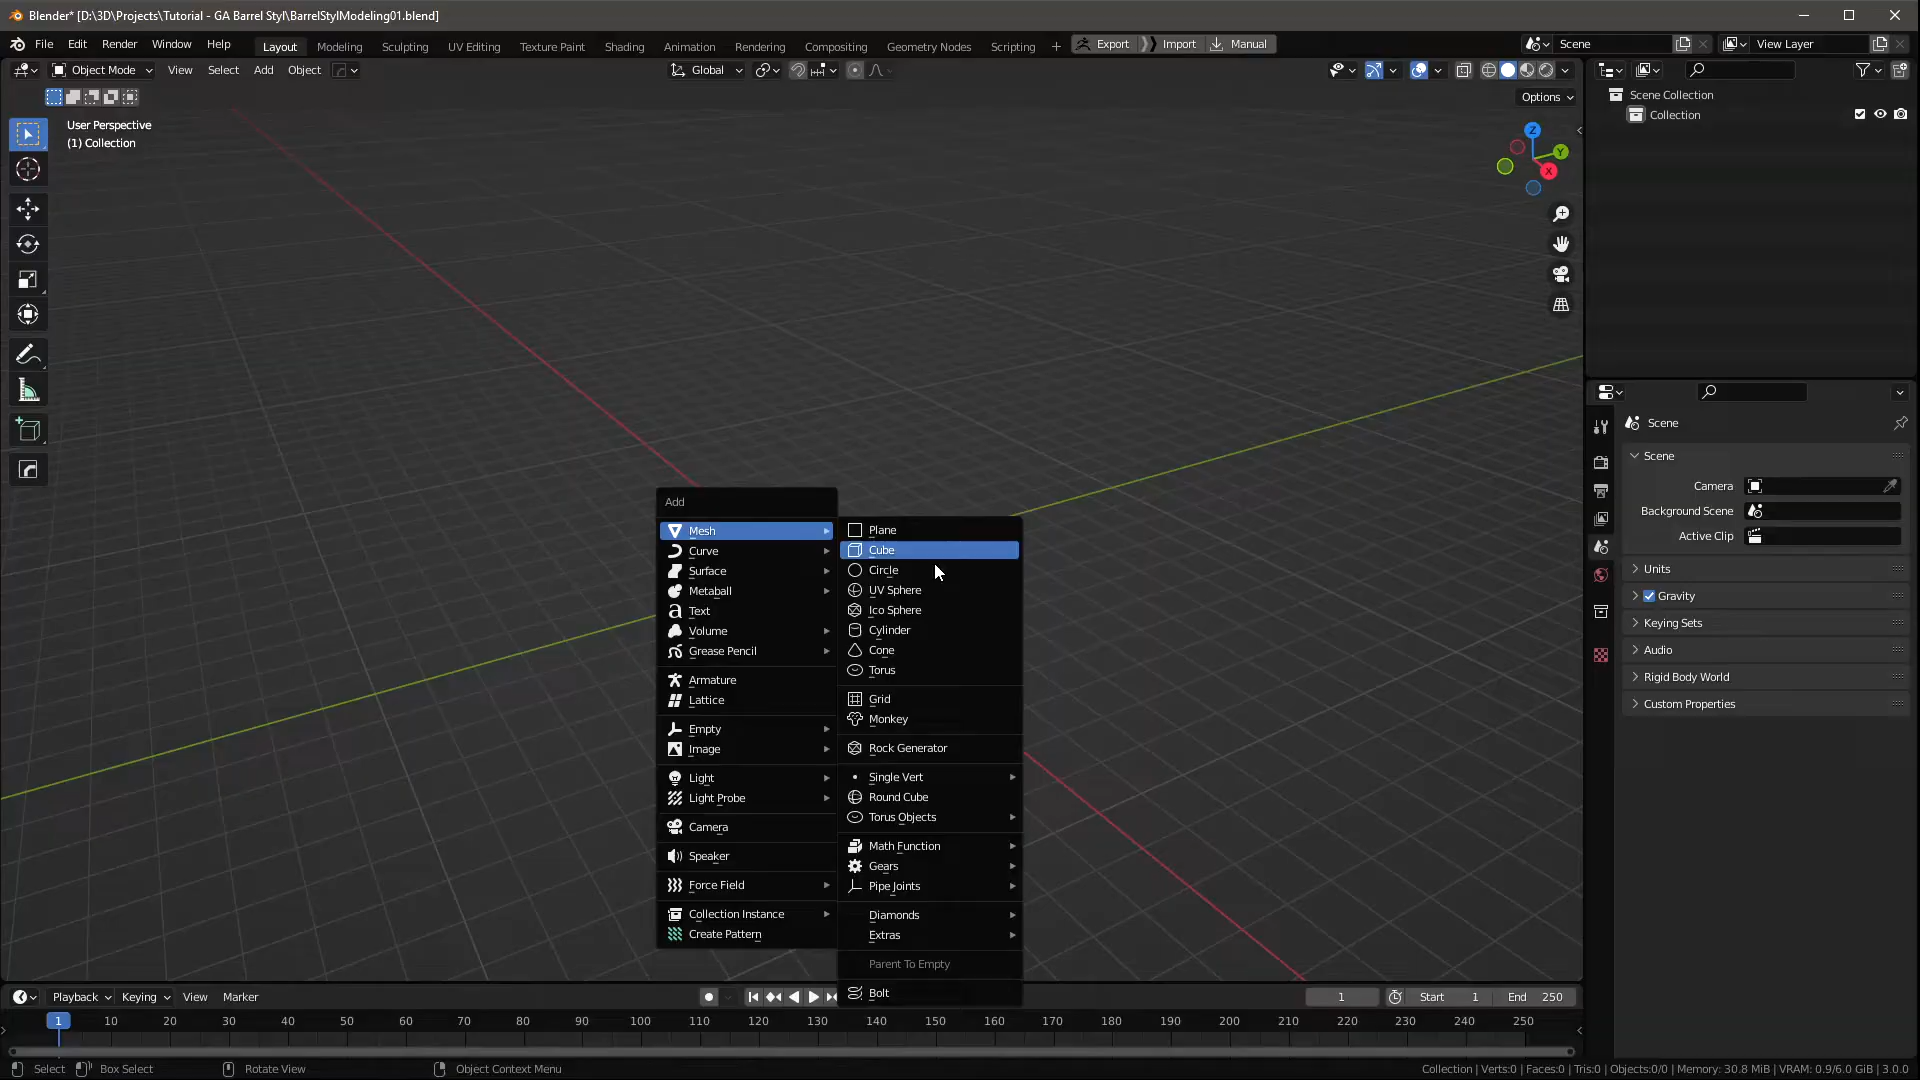 Blender* [D:\3D\Projects\Tutorial - GA Barrel Styl\BarrelStylModeling01.blend]
File Edit Render Window Help Layout Modeling Sculpting UV Editing Texture Paint Shading Animation Rendering Compositing Geometry Nodes Scripting + Export Import Manual Scene View Layer
Object Mode View Select Add Object Global
Options
User Perspective
(1) Collection
Z
Y
X
Scene Collection
Collection
Scene
Scene
Camera
Background Scene
Active Clip
Units
Gravity
Keying Sets
Audio
Rigid Body World
Custom Properties
Add
Mesh
Curve
Surface
Metaball
Text
Volume
Grease Pencil
Armature
Lattice
Empty
Image
Light
Light Probe
Camera
Speaker
Force Field
Collection Instance
Create Pattern
Plane
Cube
Circle
UV Sphere
Ico Sphere
Cylinder
Cone
Torus
Grid
Monkey
Rock Generator
Single Vert
Round Cube
Torus Objects
Math Function
Gears
Pipe Joints
Diamonds
Extras
Parent To Empty
Bolt
Playback Keying View Marker 1 Start 1 End 250
1 10 20 30 40 50 60 70 80 90 100 110 120 130 140 150 160 170 180 190 200 210 220 230 240 250
Select Box Select Rotate View Object Context Menu Collection | Verts:0 | Faces:0 | Tris:0 | Objects:0/0 | Memory: 30.8 MiB | VRAM: 0.9/6.0 GiB | 3.0.0